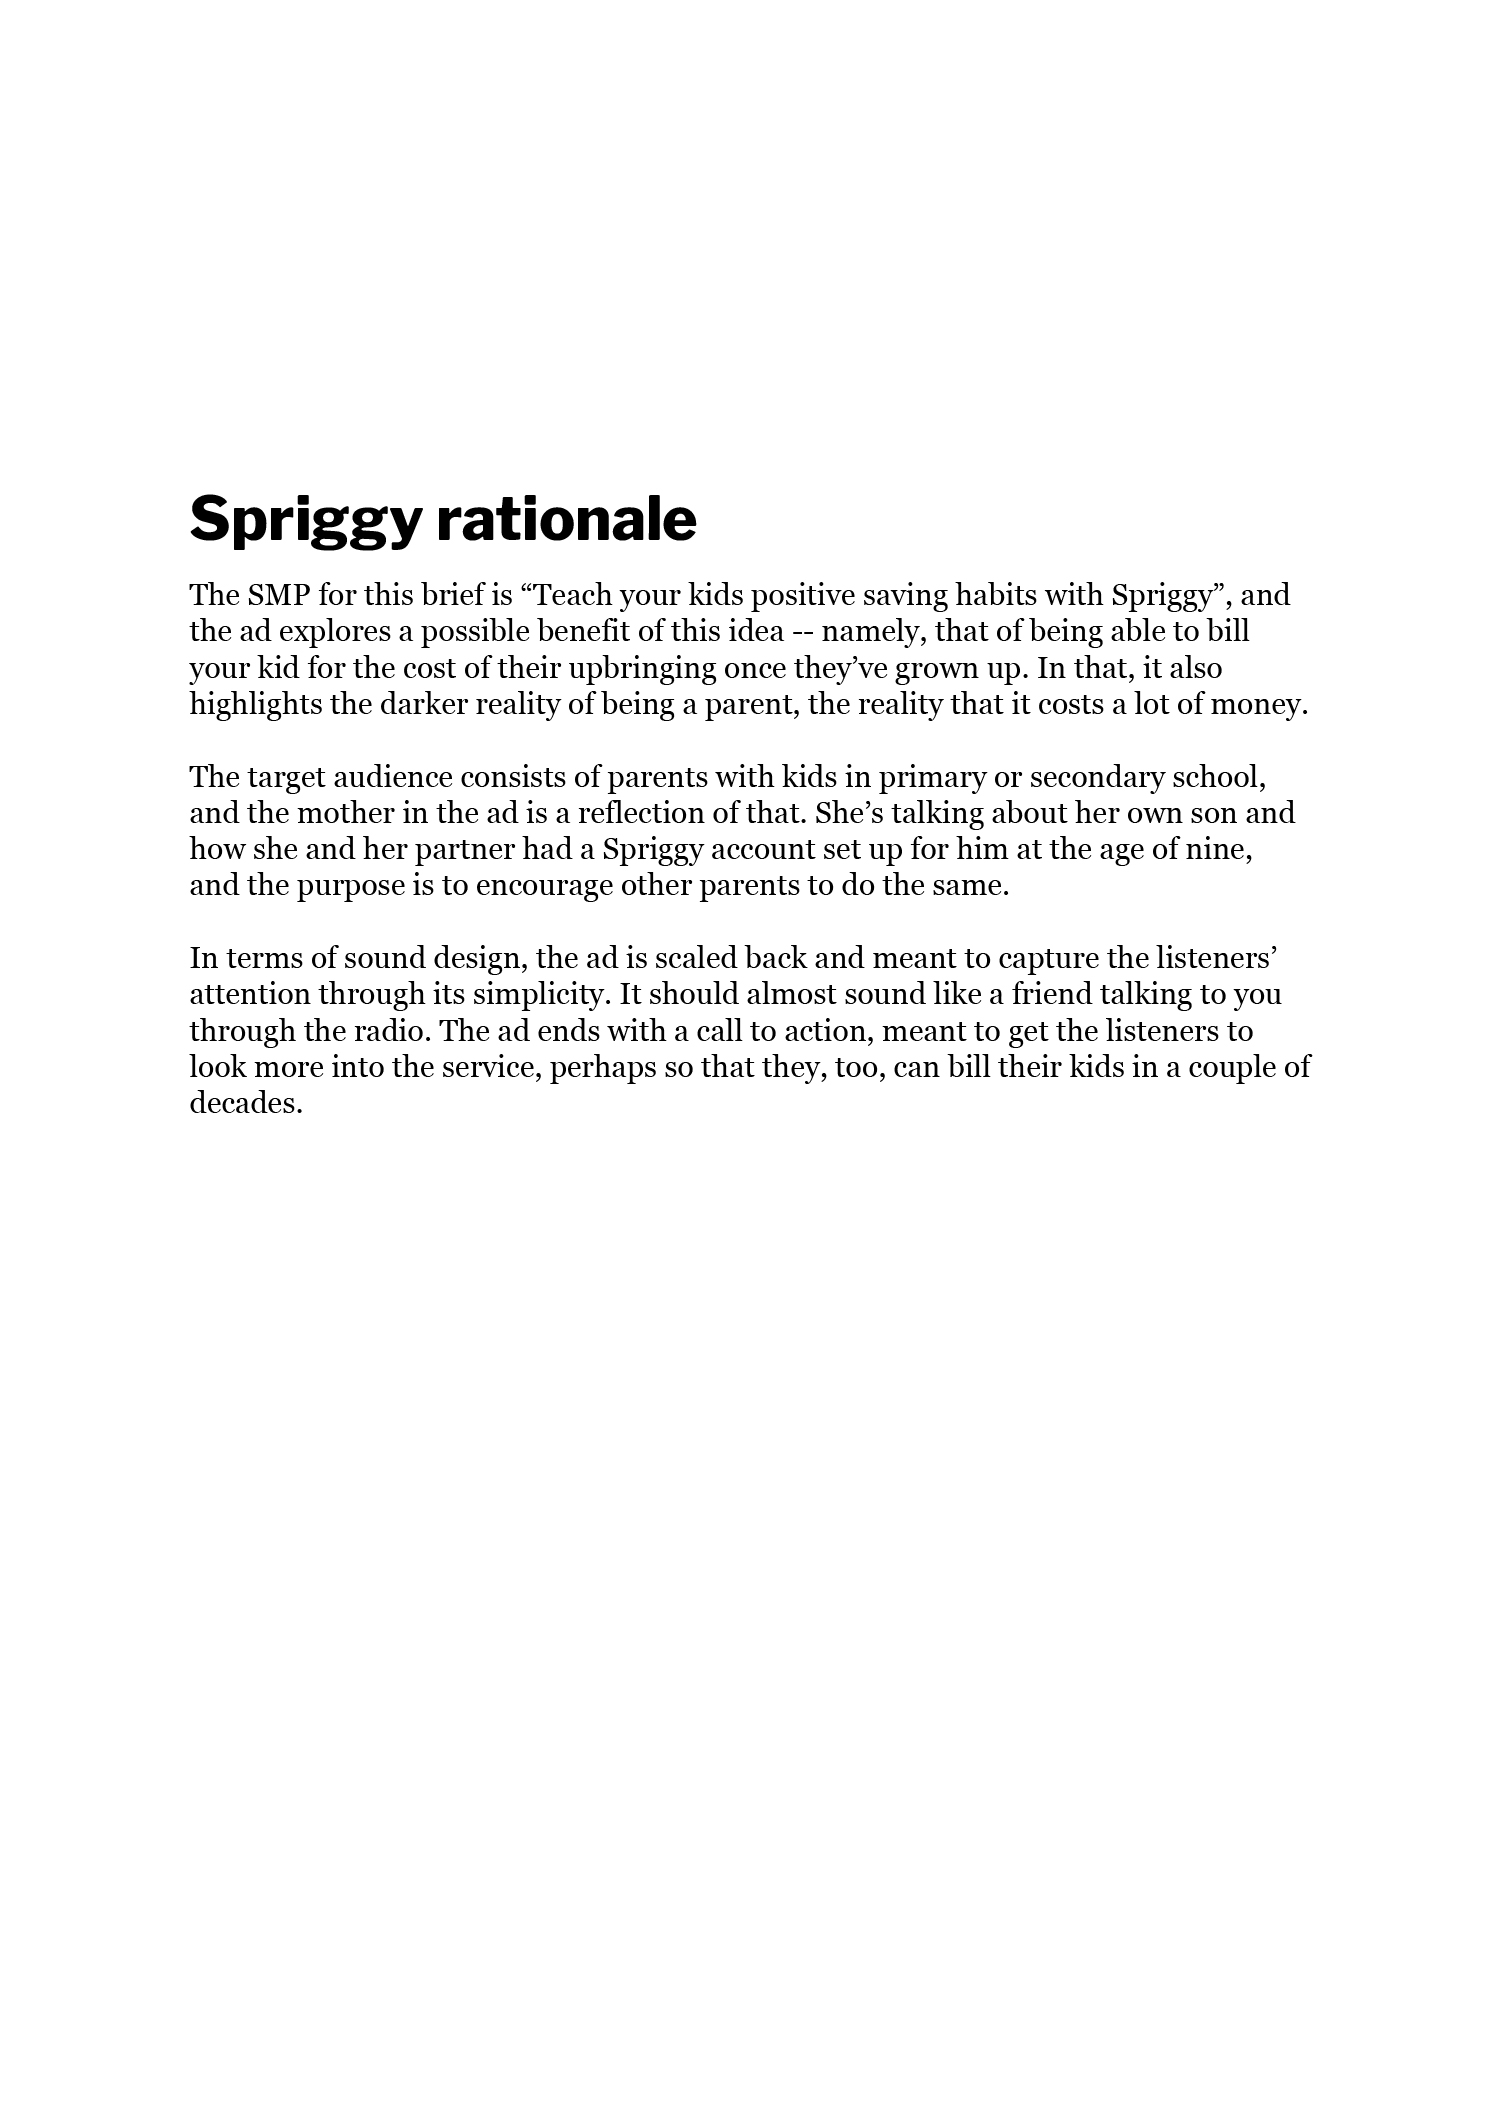 Spriggy rationale
The SMP for this brief is “Teach your kids positive saving habits with Spriggy”, and
the ad explores a possible benefit of this idea -- namely, that of being able to bill
your kid for the cost of their upbringing once they’ve grown up. In that, it also
highlights the darker reality of being a parent, the reality that it costs a lot of money.
The target audience consists of parents with kids in primary or secondary school,
and the mother in the ad is a reflection of that. She’s talking about her own son and
how she and her partner had a Spriggy account set up for him at the age of nine,
and the purpose is to encourage other parents to do the same.
In terms of sound design, the ad is scaled back and meant to capture the listeners’
attention through its simplicity. It should almost sound like a friend talking to you
through the radio. The ad ends with a call to action, meant to get the listeners to
look more into the service, perhaps so that they, too, can bill their kids in a couple of
decades.